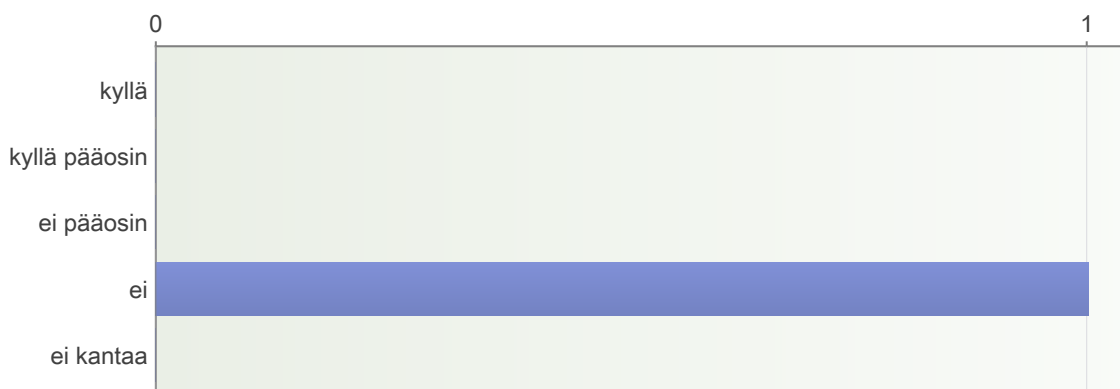 0 1
kyllä
kyllä pääosin
ei pääosin
ei
ei kantaa